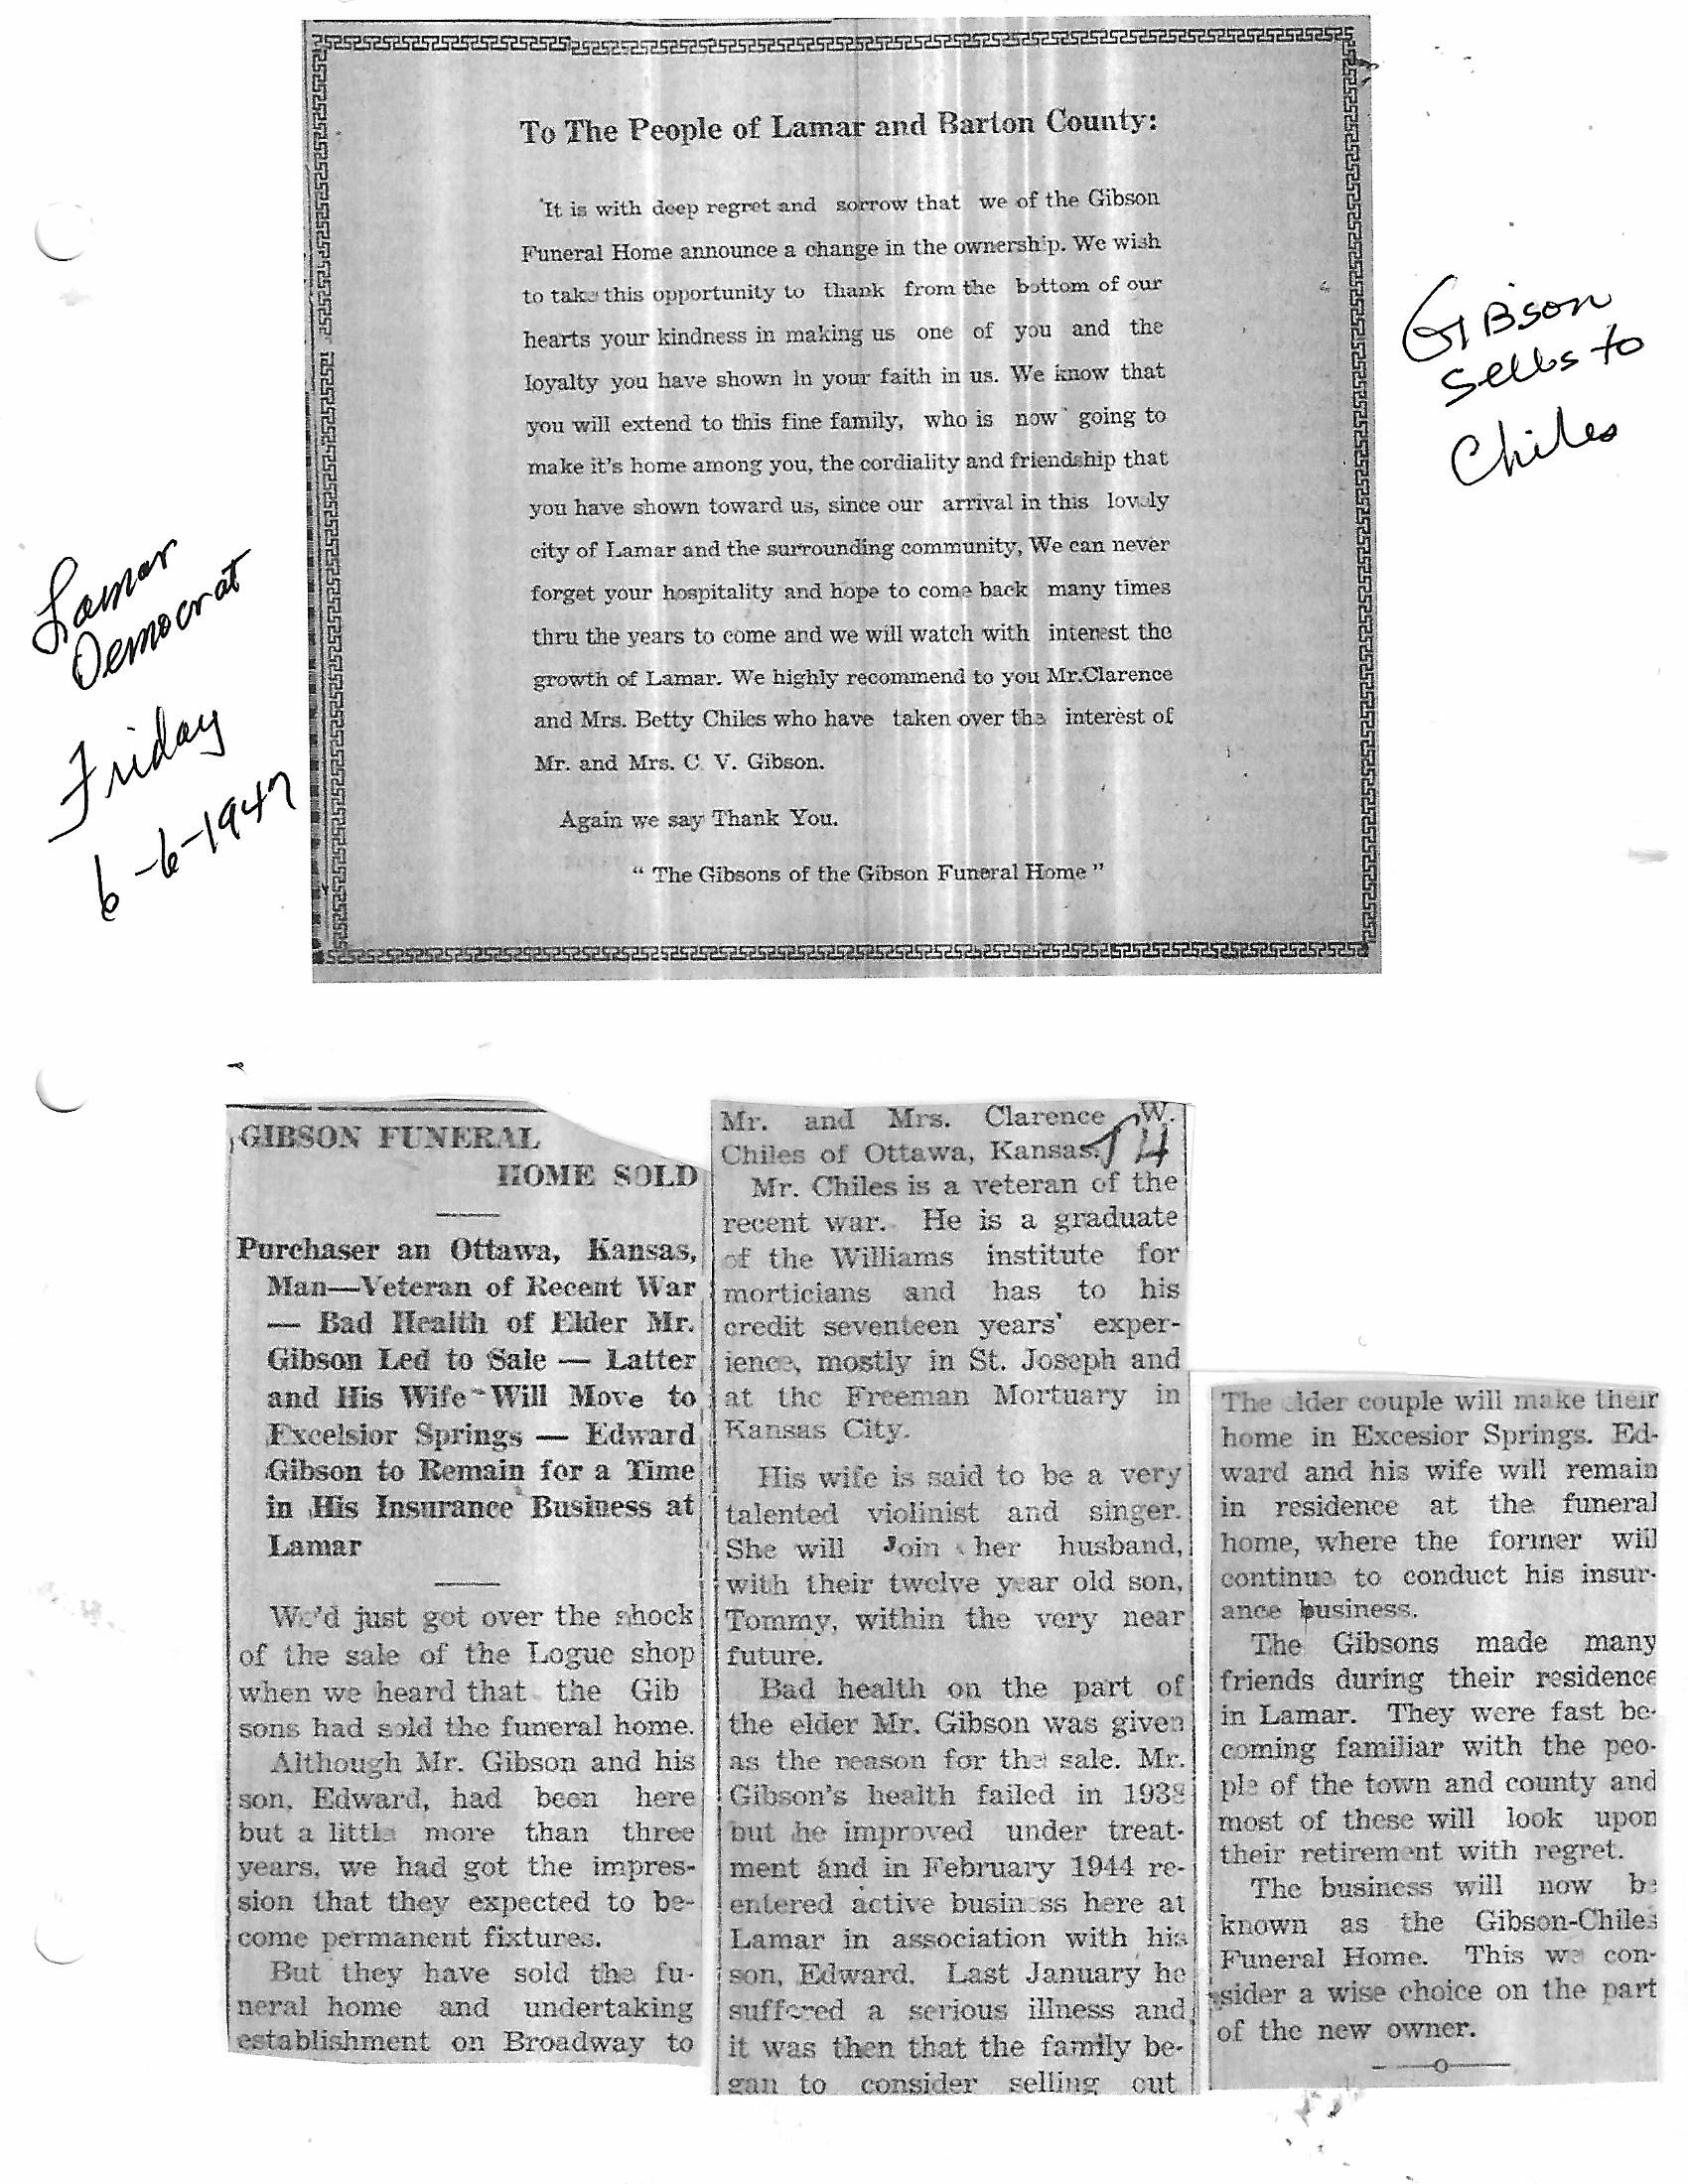 To The People of Lamar and Barton County:
It is with deep regret and sorrow that we of the Gibson
Funeral Home announce a change in the ownership. We wish
to take this opportunity to thank from the bottom of our
hearts your kindness in making us one of you and the
loyalty you have shown in your faith in us. We know that
you will extend to this fine family, who is now going to
make it's home among you, the cordiality and friendship that
you have shown toward us, since our arrival in this lovely
city of Lamar and the surrounding community, We can never
forget your hospitality and hope to come back many times
thru the years to come and we will watch with interest the
growth of Lamar. We highly recommend to you Mr.Clarence
and Mrs. Betty Chiles who have taken over the interest of
Mr. and Mrs. C. V. Gibson.
Again we say Thank You.
" The Gibsons of the Gibson Funeral Home "
Gibson
sells to
Chiles
Lamar
Democrat
Friday
6-6-1947
GIBSON FUNERAL
HOME SOLD
Purchaser an Ottawa, Kansas,
Man—Veteran of Recent War
— Bad Health of Elder Mr.
Gibson Led to Sale — Latter
and His Wife Will Move to
Excelsior Springs — Edward
Gibson to Remain for a Time
in His Insurance Business at
Lamar
We'd just got over the shock
of the sale of the Logue shop
when we heard that the Gib
sons had sold the funeral home.
Although Mr. Gibson and his
son, Edward, had been here
but a little more than three
years, we had got the impres-
sion that they expected to be-
come permanent fixtures.
But they have sold the fu-
neral home and undertaking
establishment on Broadway to
Mr. and Mrs. Clarence W.
Chiles of Ottawa, Kansas.
Mr. Chiles is a veteran of the
recent war. He is a graduate
of the Williams institute for
morticians and has to his
credit seventeen years' exper-
ience, mostly in St. Joseph and
at the Freeman Mortuary in
Kansas City.
His wife is said to be a very
talented violinist and singer.
She will Join her husband,
with their twelve year old son,
Tommy, within the very near
future.
Bad health on the part of
the elder Mr. Gibson was given
as the reason for the sale. Mr.
Gibson's health failed in 1938
but he improved under treat-
ment and in February 1944 re-
entered active business here at
Lamar in association with his
son, Edward. Last January he
suffered a serious illness and
it was then that the family be-
gan to consider selling out
The elder couple will make their
home in Excesior Springs. Ed-
ward and his wife will remain
in residence at the funeral
home, where the former will
continue to conduct his insur-
ance business.
The Gibsons made many
friends during their residence
in Lamar. They were fast be-
coming familiar with the peo-
ple of the town and county and
most of these will look upon
their retirement with regret.
The business will now be
known as the Gibson-Chiles
Funeral Home. This we con-
sider a wise choice on the part
of the new owner.